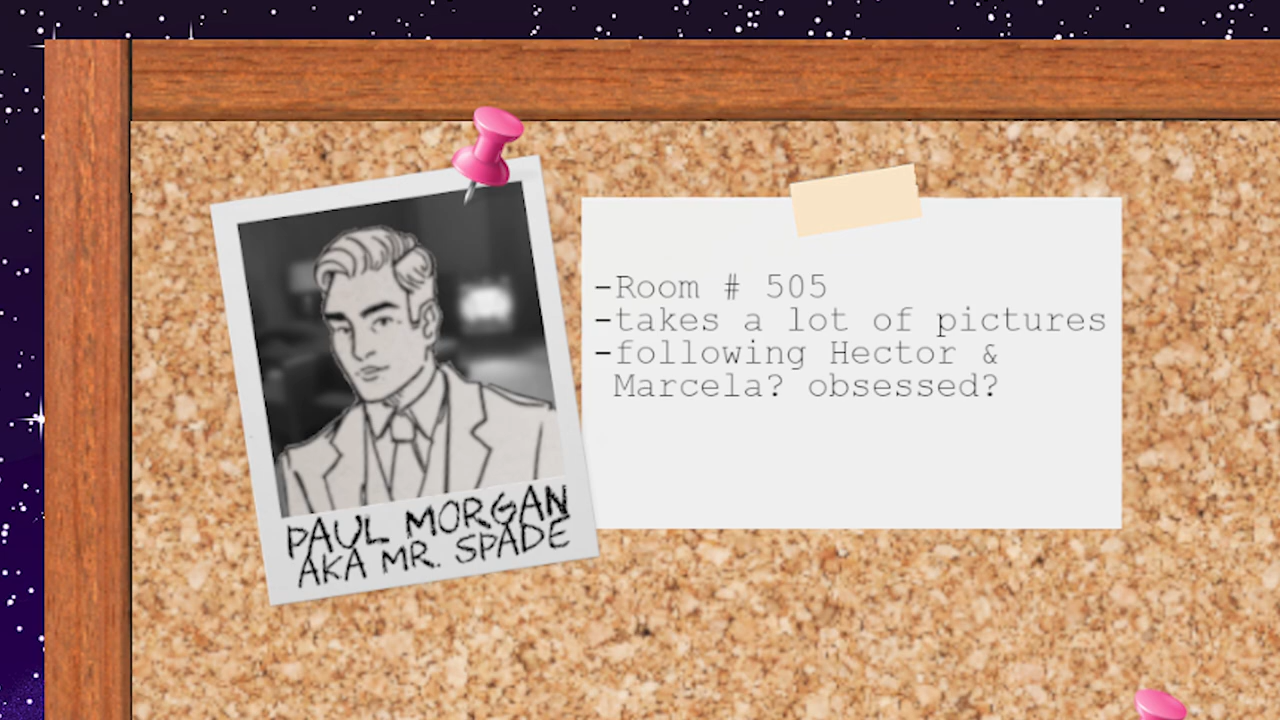 PAUL MORGAN
AKA MR. SPADE
-Room # 505
-takes a lot of pictures
-following Hector &
Marcela? obsessed?